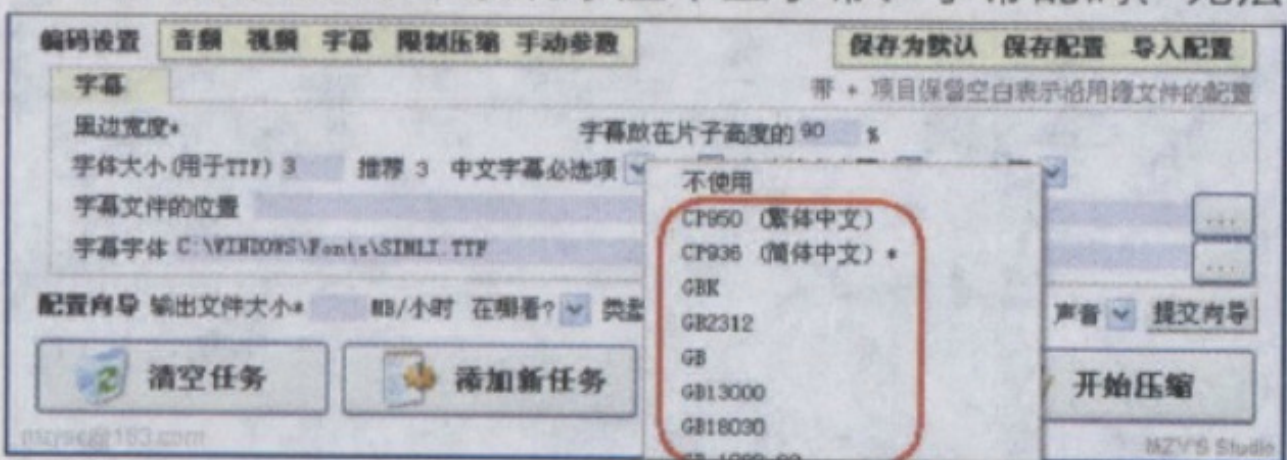 编码设置 音频 视频 字幕 限制压缩 手动参数 保存为默认 保存配置 导入配置
字幕
带 * 项目保留空白表示沿用源文件的配置
黑边宽度* 字幕放在片子高度的 90 %
字体大小(用于TTF) 3 推荐 3 中文字幕必选项
不使用
字幕文件的位置
CP950 (繁体中文)
...
字幕字体 C:\WINDOWS\Fonts\SIMLI.TTF
CP936 (简体中文) *
...
GBK
配置向导 输出文件大小* MB/小时 在哪看? 类型
声音 提交向导
GB2312
GB
清空任务 添加新任务 开始压缩
GB13000
GB18030
MZY'S Studio